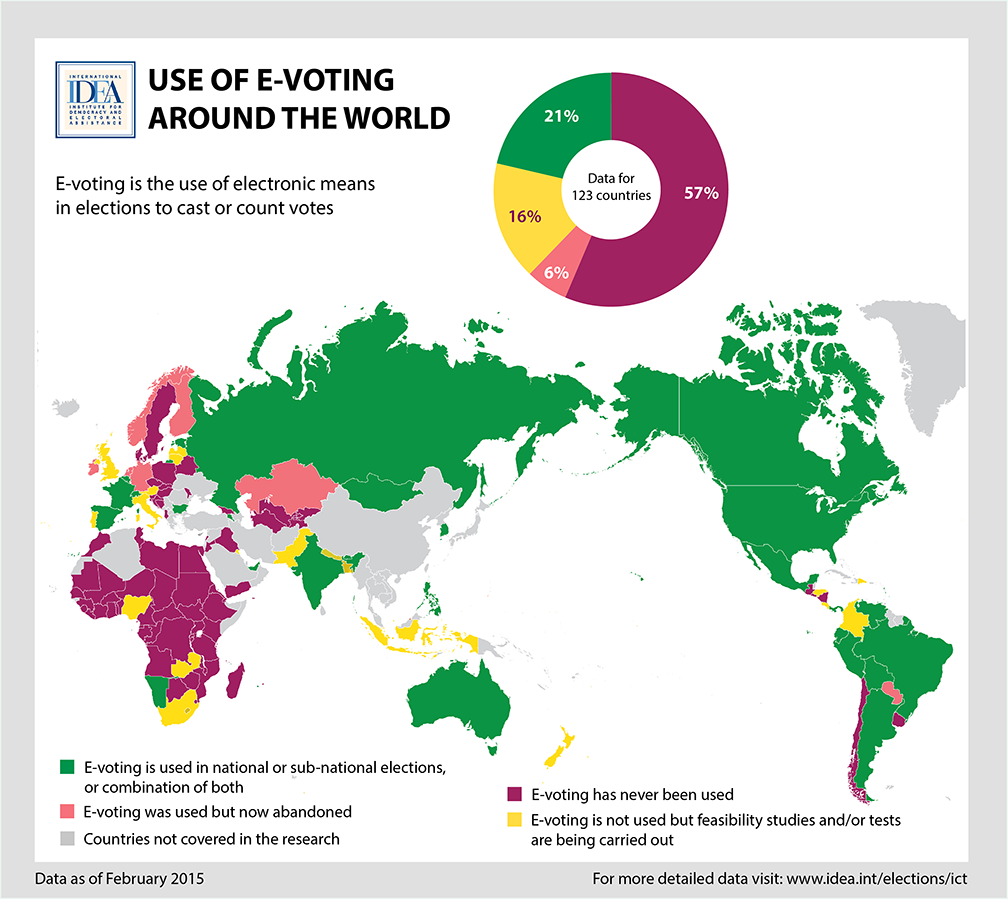 INTERNATIONAL
IDEA
INSTITUTE FOR
DEMOCRACY AND
ELECTORAL
ASSISTANCE
USE OF E-VOTING
AROUND THE WORLD
E-voting is the use of electronic means
in elections to cast or count votes
21%
57%
16%
6%
Data for
123 countries
E-voting is used in national or sub-national elections,
or combination of both
E-voting was used but now abandoned
Countries not covered in the research
E-voting has never been used
E-voting is not used but feasibility studies and/or tests
are being carried out
Data as of February 2015
For more detailed data visit: www.idea.int/elections/ict